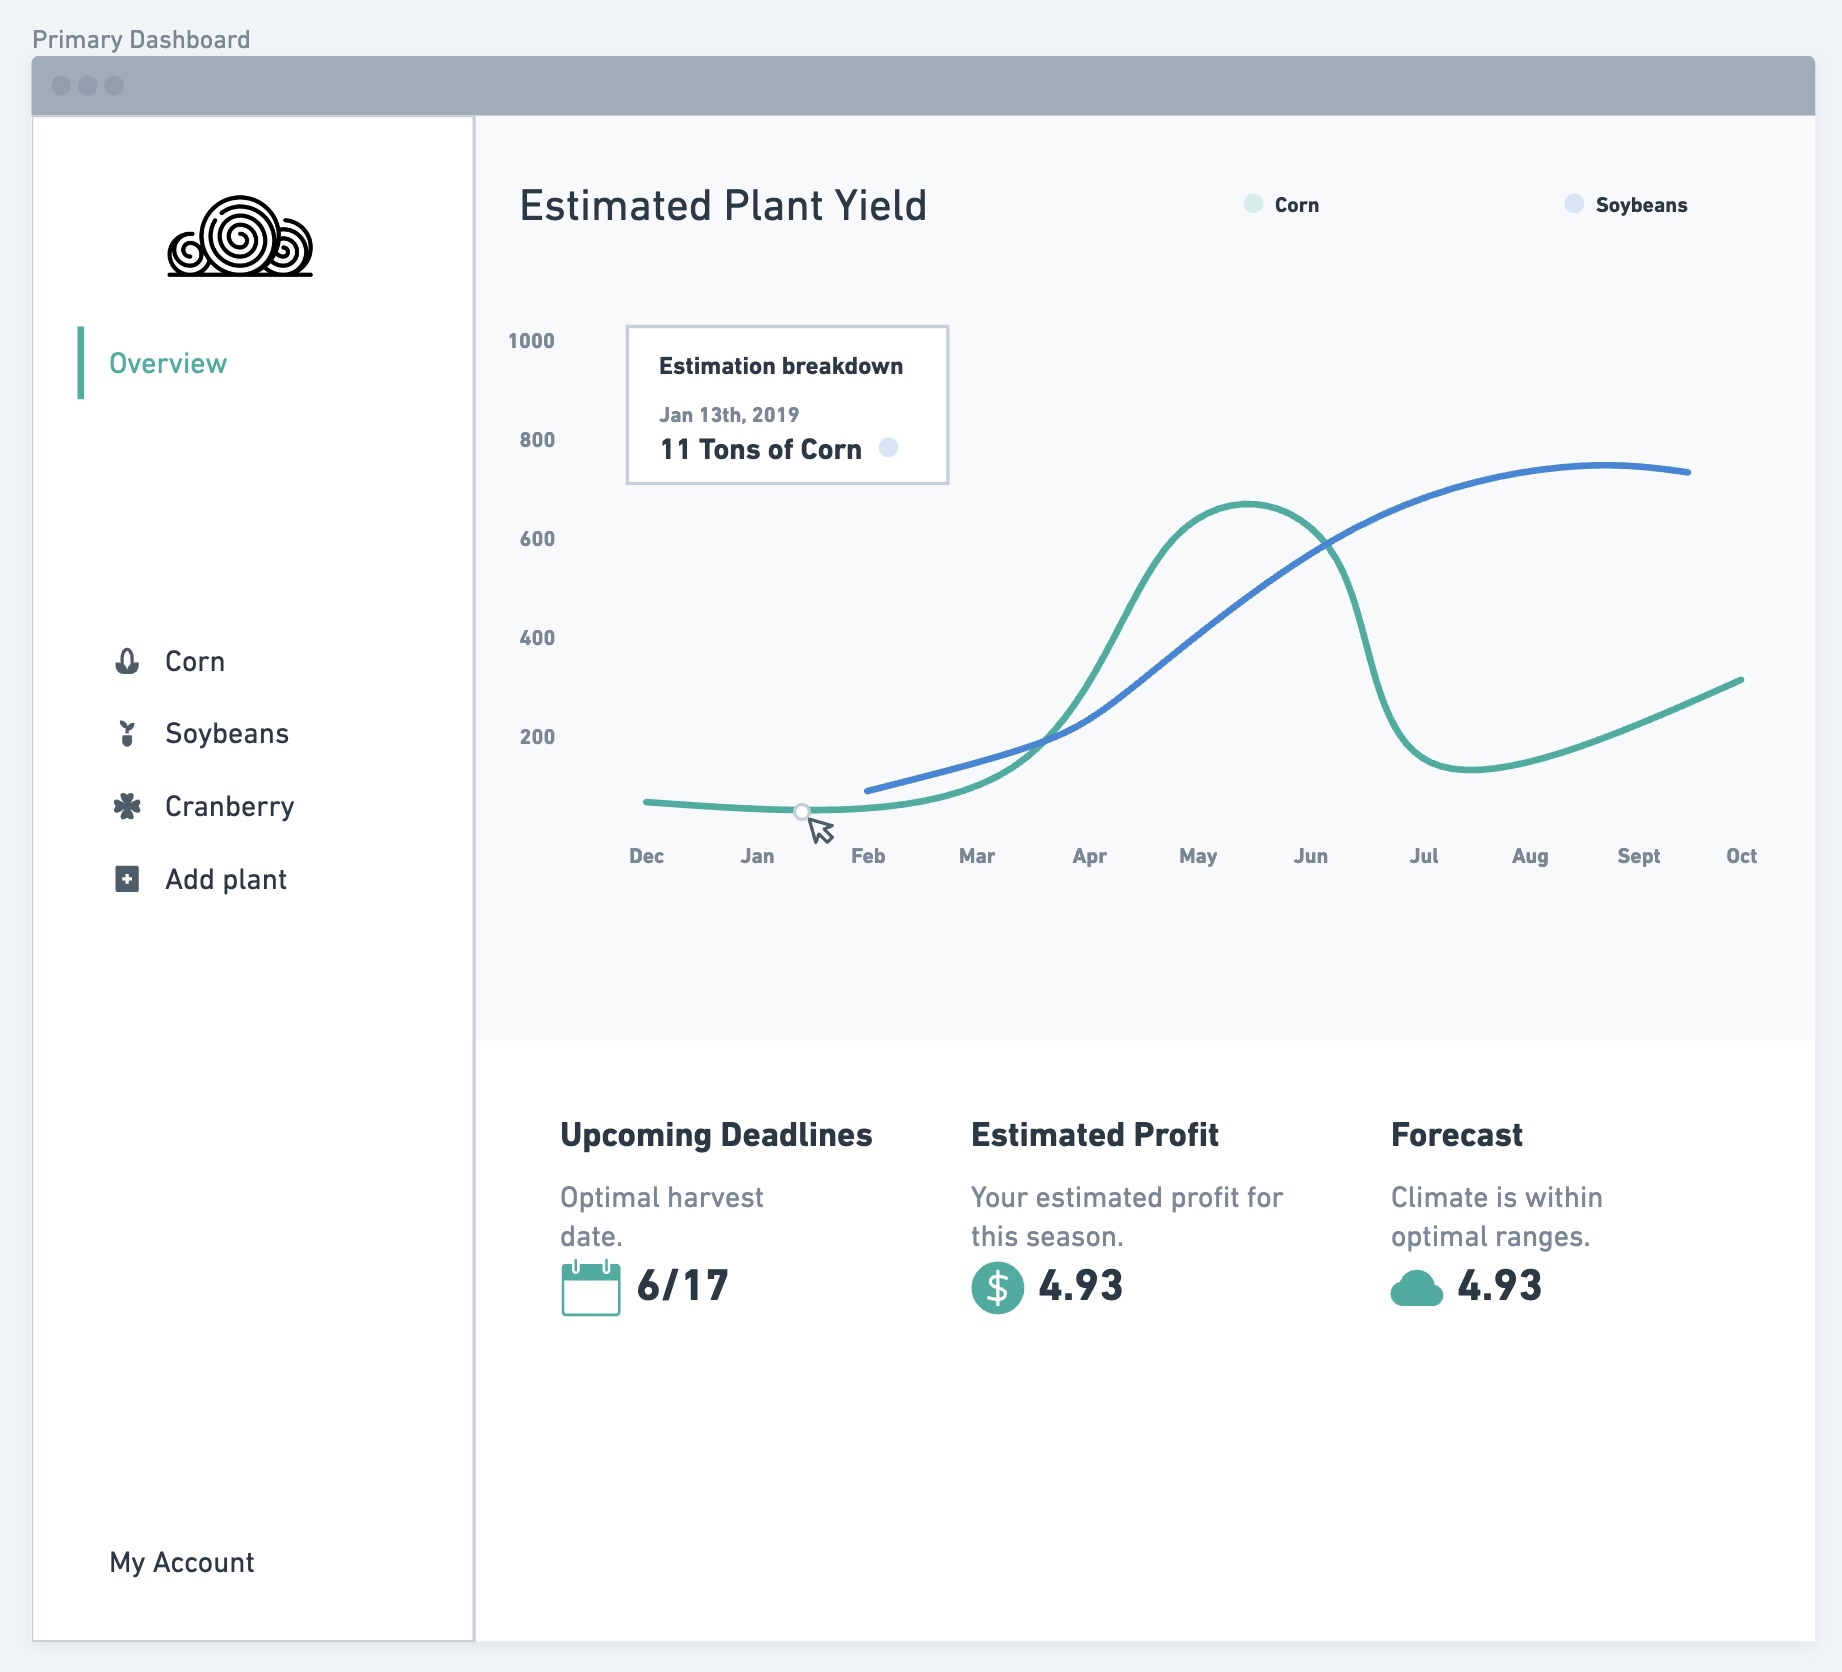 Primary Dashboard
Overview
Corn
Soybeans
Cranberry
Add plant
My Account
Estimated Plant Yield
Corn
Soybeans
1000
800
600
400
200
Estimation breakdown
Jan 13th, 2019
11 Tons of Corn
Dec Jan Feb Mar Apr May Jun Jul Aug Sept Oct
Upcoming Deadlines
Optimal harvest
date.
6/17
Estimated Profit
Your estimated profit for
this season.
$ 4.93
Forecast
Climate is within
optimal ranges.
4.93